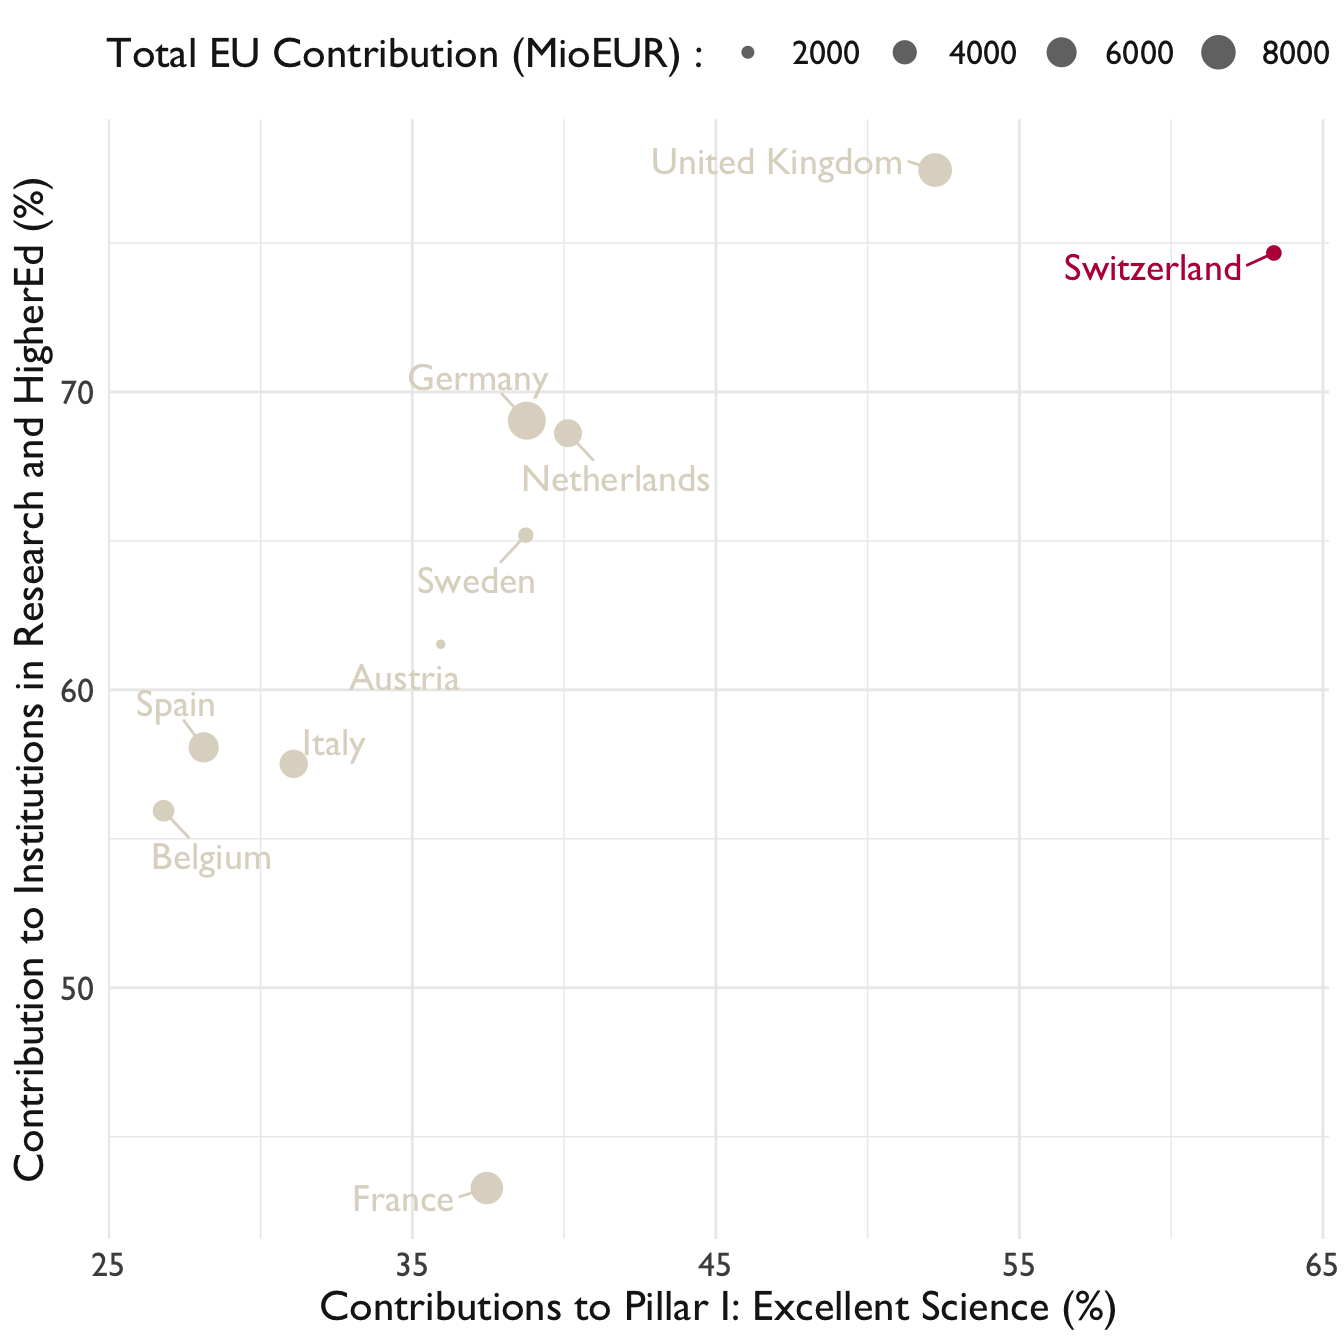 Total EU Contribution (MioEUR) : 2000 4000 6000 8000
United Kingdom
Switzerland
Germany
Netherlands
Sweden
Austria
Spain
Italy
Belgium
France
Contribution to Institutions in Research and HigherEd (%)
70
60
50
25 35 45 55 65
Contributions to Pillar I: Excellent Science (%)